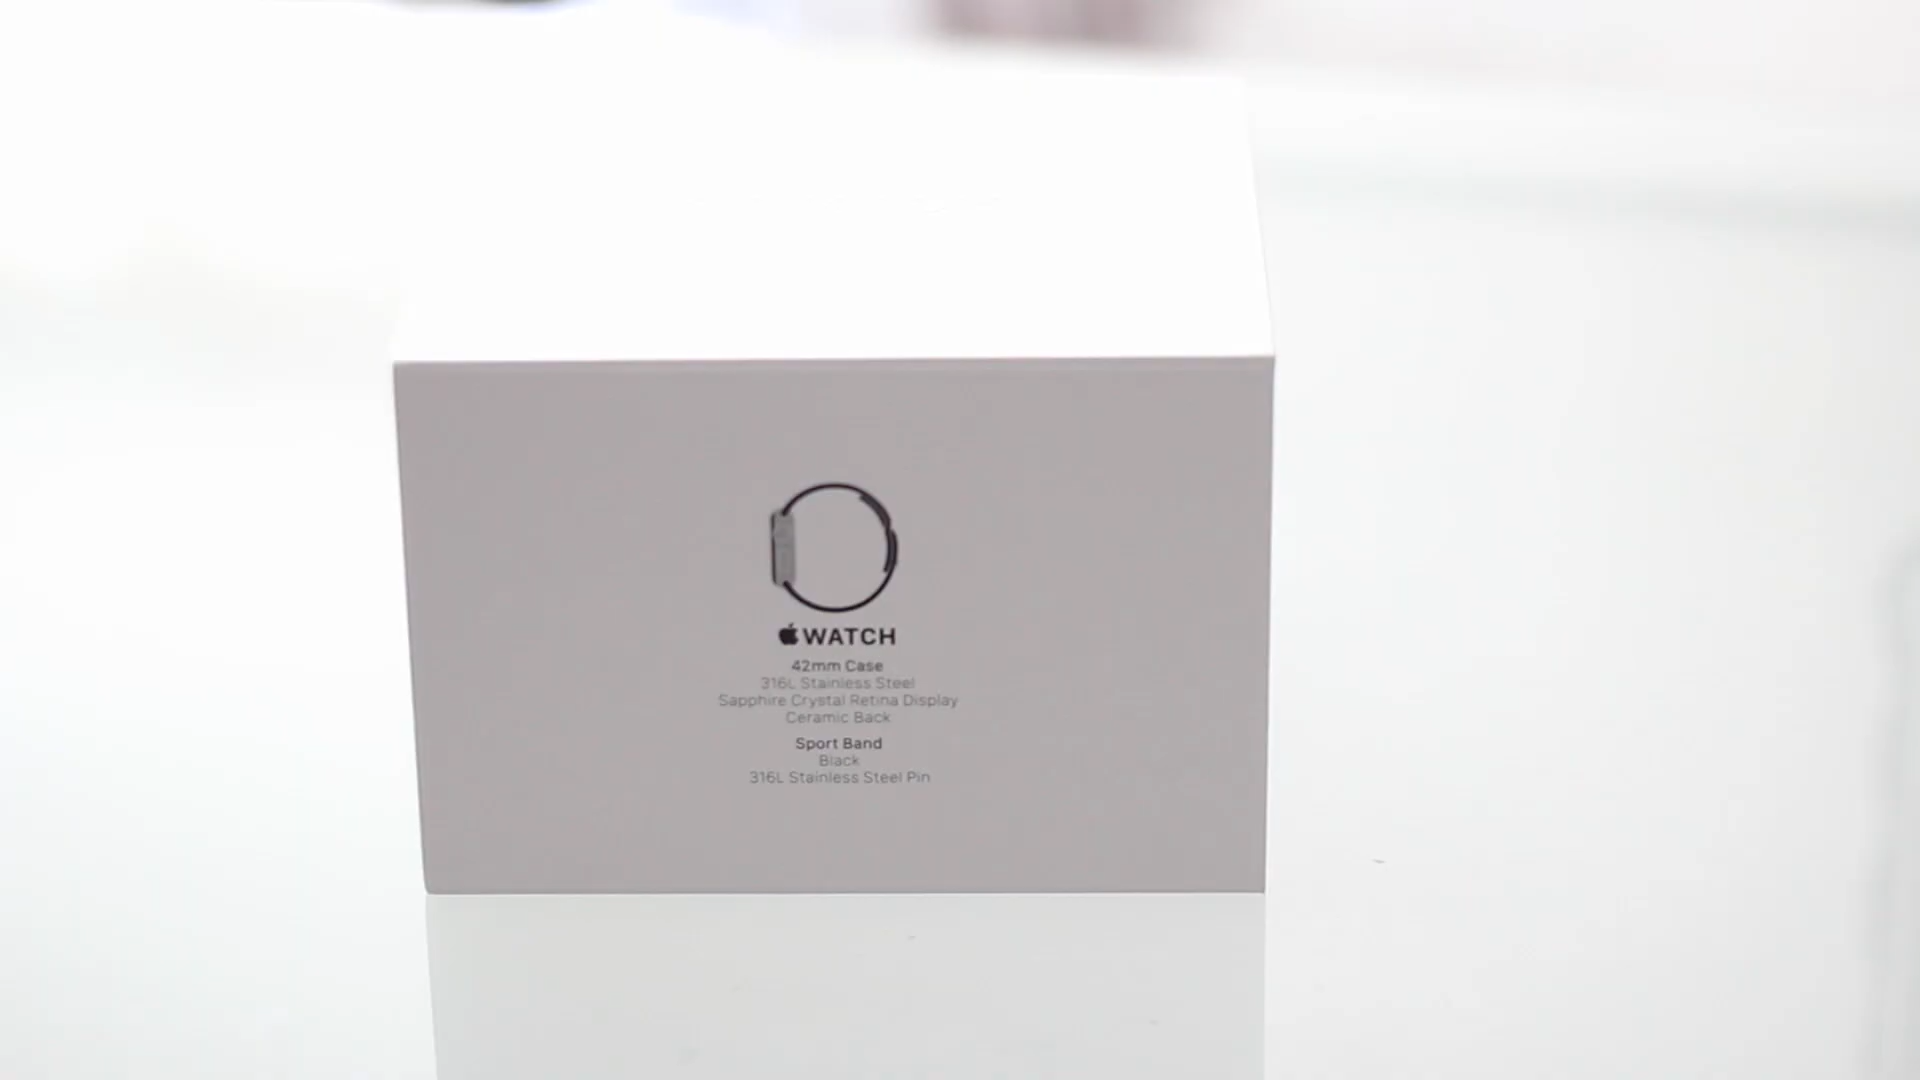 WATCH
42mm Case
316L Stainless Steel
Sapphire Crystal Retina Display
Ceramic Back
Sport Band
Black
316L Stainless Steel Pin